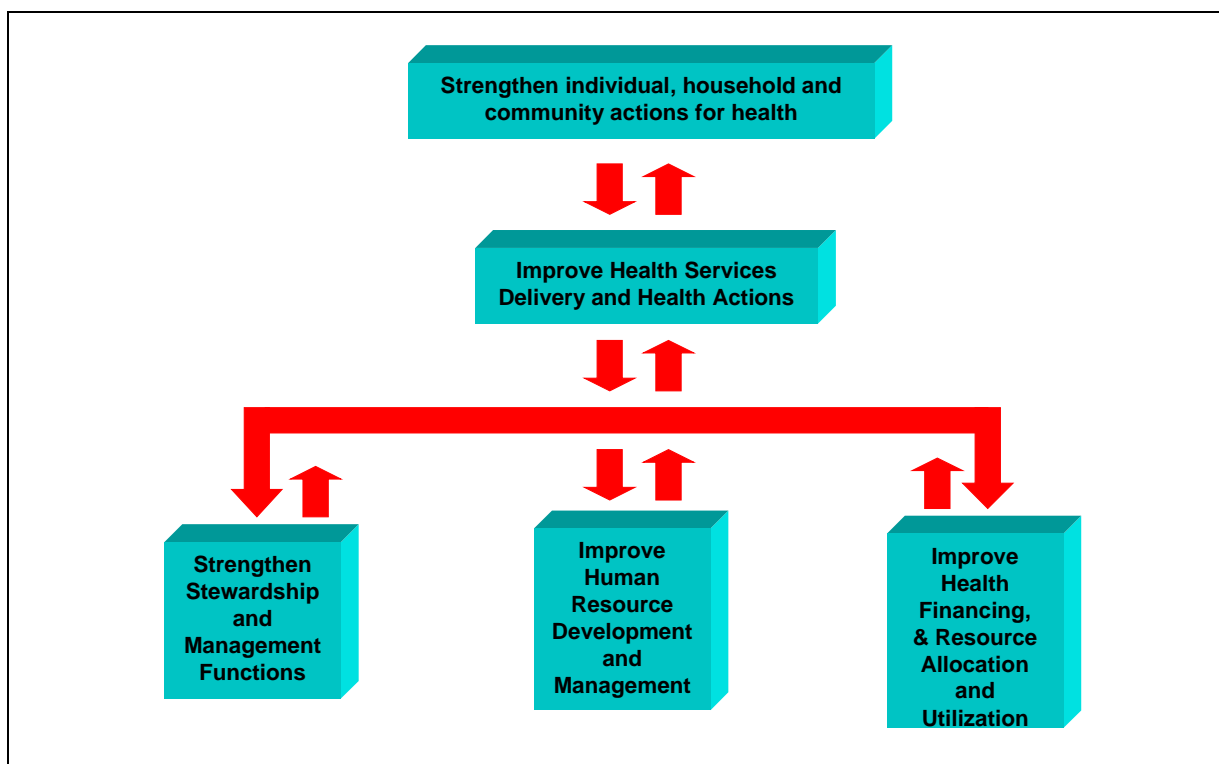 Strengthen individual, household and
community actions for health
Improve Health Services
Delivery and Health Actions
Strengthen
Stewardship
and
Management
Functions
Improve
Human
Resource
Development
and
Management
Improve
Health
Financing,
& Resource
Allocation
and
Utilization